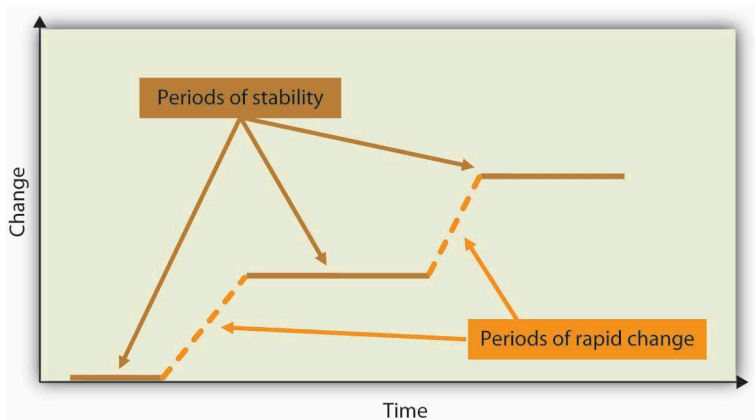 Periods of stability
Change
Periods of rapid change
Time